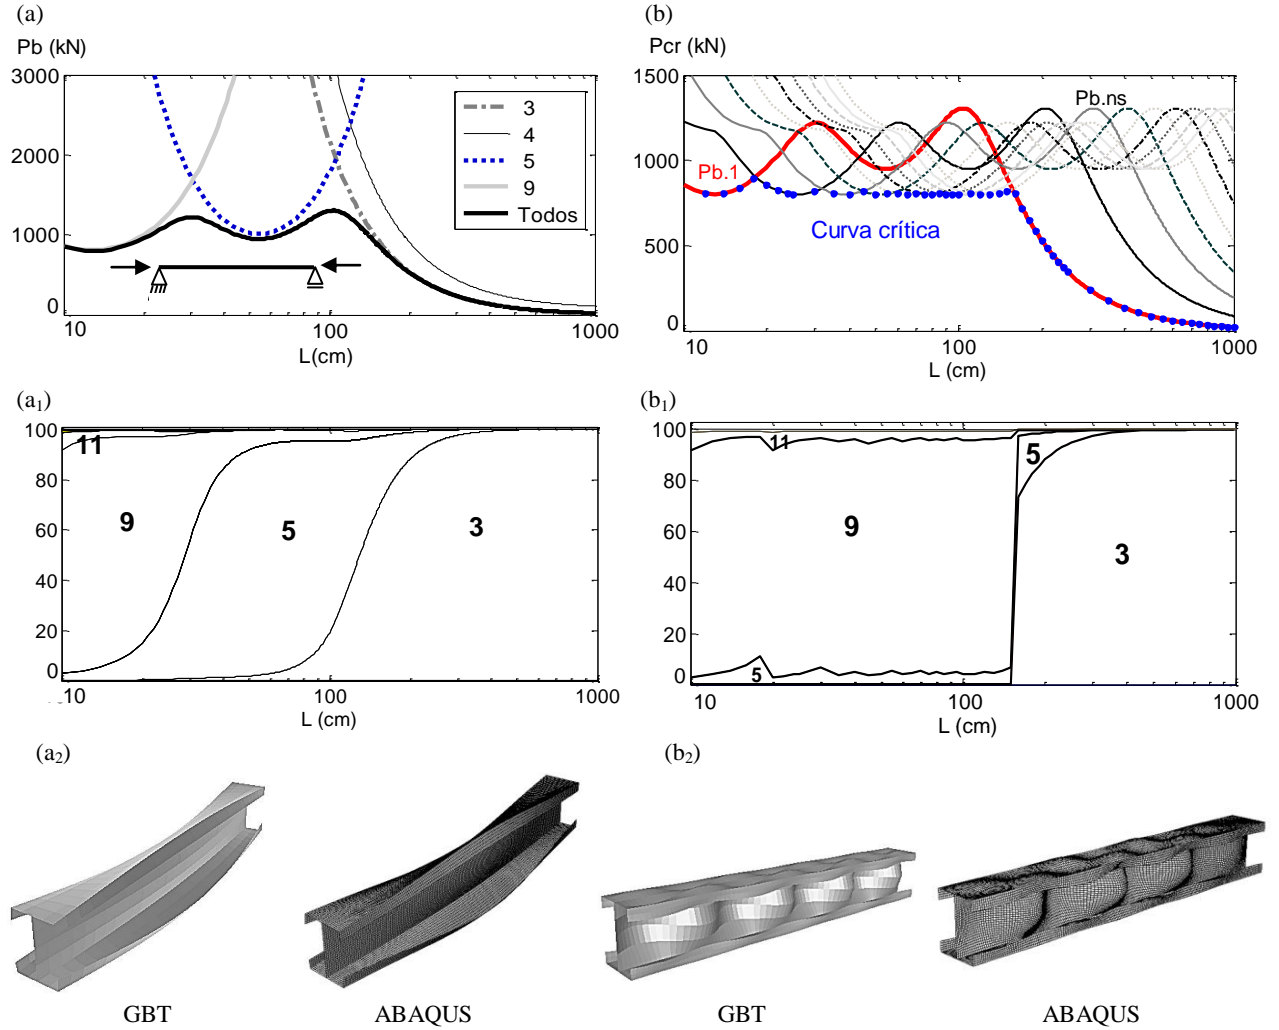 (a)
Pb (kN)
3000
2000
1000
0
10
100
1000
L(cm)
3
4
5
9
Todos
(b)
Pcr (kN)
1500
1000
500
0
10
100
1000
L (cm)
Pb.ns
Pb.1
Curva crítica
(a1)
100
80
60
40
20
0
10
100
1000
L (cm)
11
9
5
3
(b1)
100
80
60
40
20
0
10
100
1000
L (cm)
11
9
5
5
3
(a2)
GBT
ABAQUS
(b2)
GBT
ABAQUS